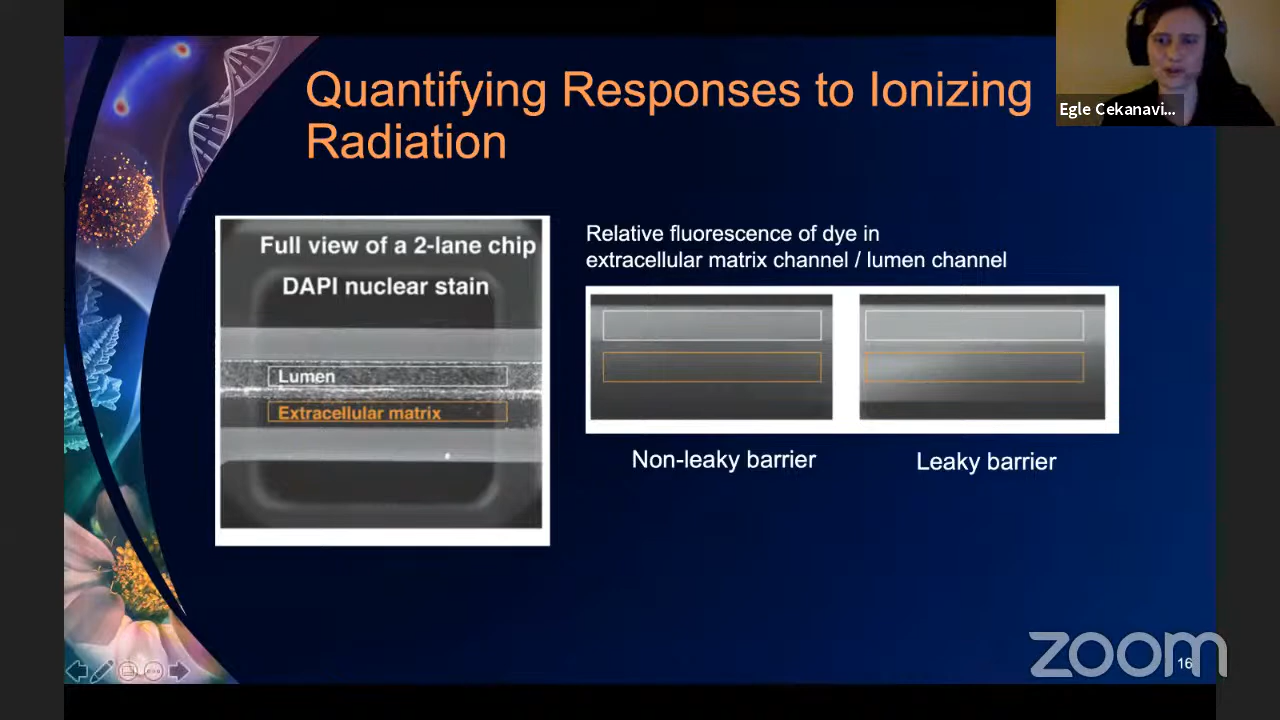 Quantifying Responses to Ionizing
Radiation
Egle Cekanavi...
Full view of a 2-lane chip
DAPI nuclear stain
Lumen
Extracellular matrix
Relative fluorescence of dye in
extracellular matrix channel / lumen channel
Non-leaky barrier
Leaky barrier
zoom
16